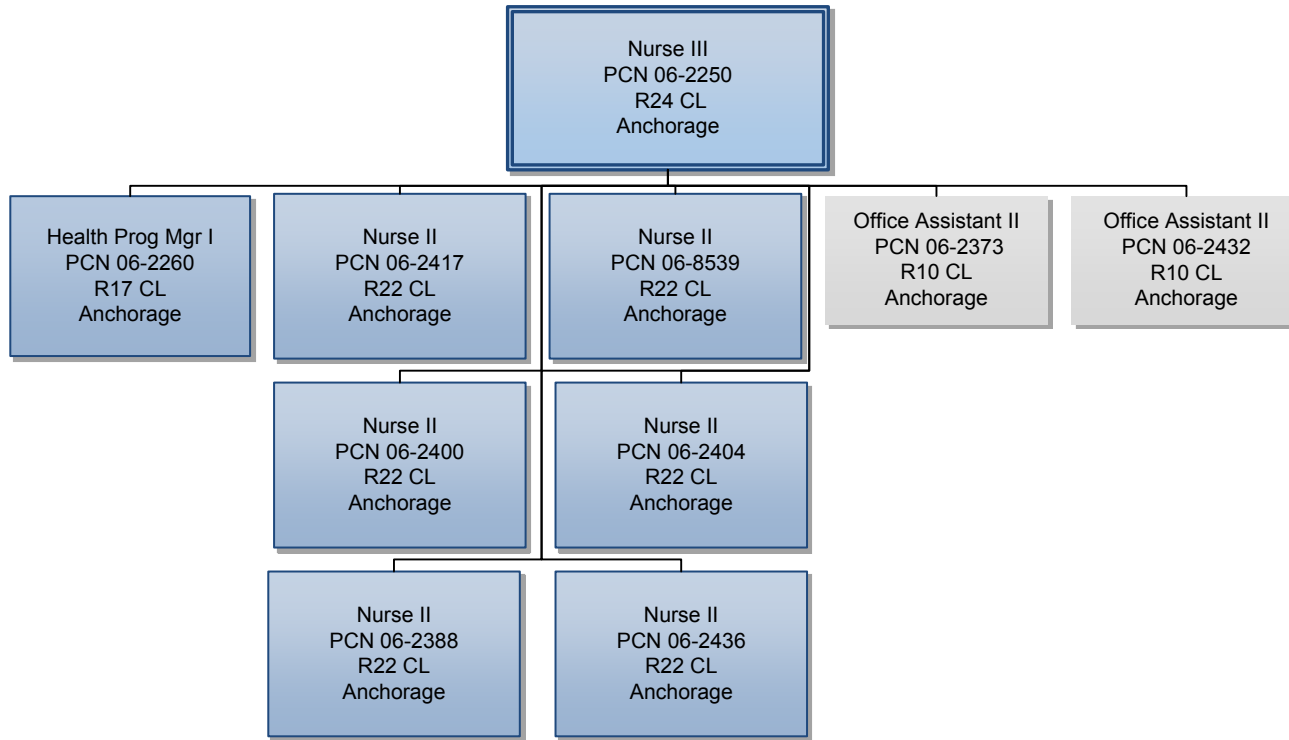 Nurse III
PCN 06-2250
R24 CL
Anchorage
Health Prog Mgr I
PCN 06-2260
R17 CL
Anchorage
Nurse II
PCN 06-2417
R22 CL
Anchorage
Nurse II
PCN 06-8539
R22 CL
Anchorage
Office Assistant II
PCN 06-2373
R10 CL
Anchorage
Office Assistant II
PCN 06-2432
R10 CL
Anchorage
Nurse II
PCN 06-2400
R22 CL
Anchorage
Nurse II
PCN 06-2404
R22 CL
Anchorage
Nurse II
PCN 06-2388
R22 CL
Anchorage
Nurse II
PCN 06-2436
R22 CL
Anchorage